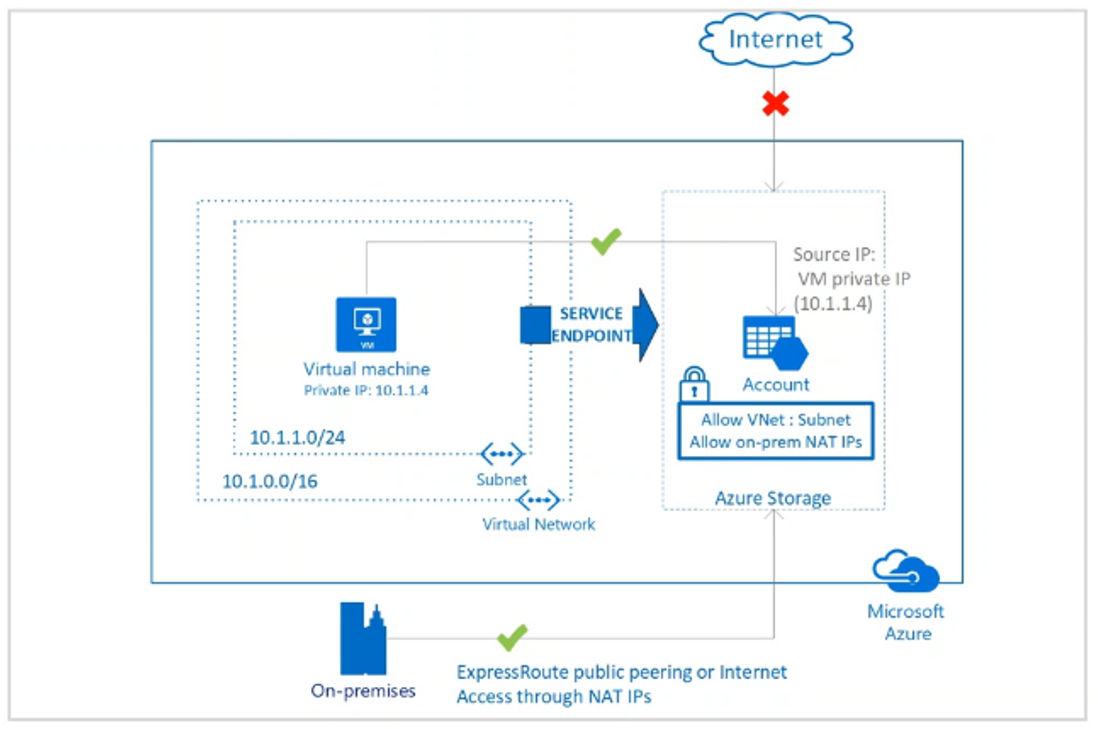 Internet
Source IP:
VM private IP
(10.1.1.4)
SERVICE
ENDPOINT
VM
Virtual machine
Private IP: 10.1.1.4
Account
Allow VNet : Subnet
Allow on-prem NAT IPs
10.1.1.0/24
Subnet
10.1.0.0/16
Azure Storage
Virtual Network
Microsoft
Azure
On-premises
ExpressRoute public peering or Internet
Access through NAT IPs